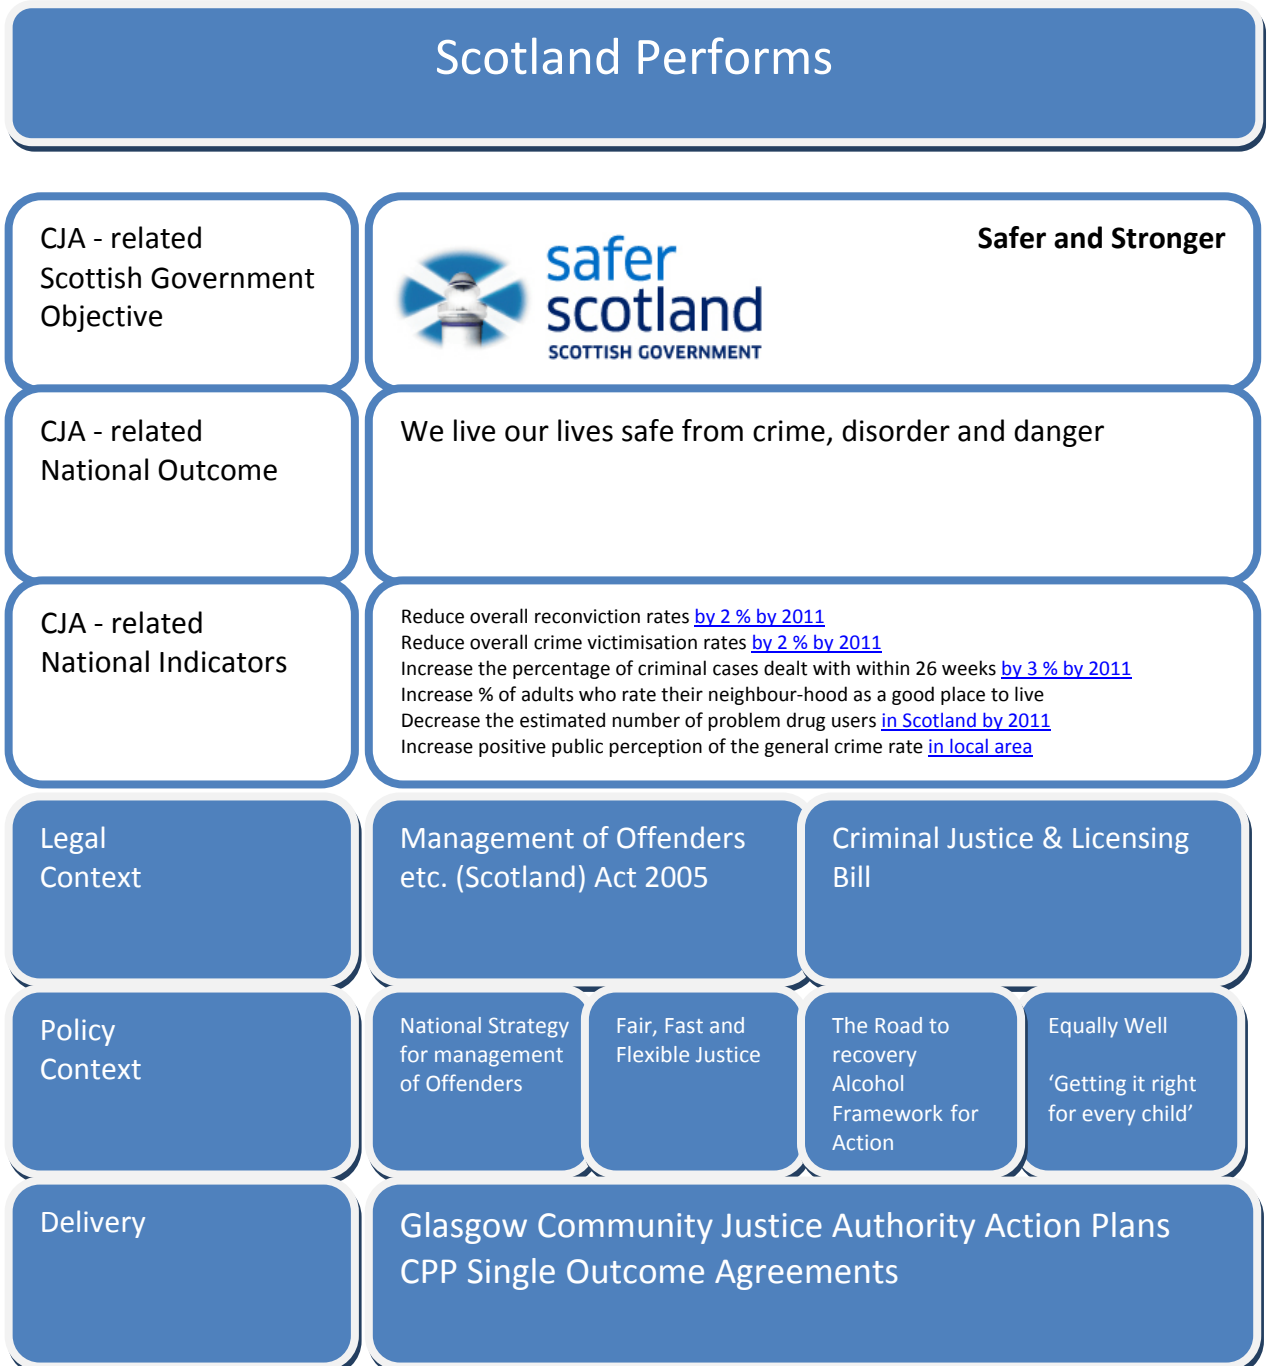 Scotland Performs
CJA - related
Scottish Government
Objective
safer
scotland
SCOTTISH GOVERNMENT
Safer and Stronger
CJA - related
National Outcome
We live our lives safe from crime, disorder and danger
CJA - related
National Indicators
Reduce overall reconviction rates by 2 % by 2011
Reduce overall crime victimisation rates by 2 % by 2011
Increase the percentage of criminal cases dealt with within 26 weeks by 3 % by 2011
Increase % of adults who rate their neighbour-hood as a good place to live
Decrease the estimated number of problem drug users in Scotland by 2011
Increase positive public perception of the general crime rate in local area
Legal
Context
Management of Offenders
etc. (Scotland) Act 2005
Criminal Justice & Licensing
Bill
Policy
Context
National Strategy
for management
of Offenders
Fair, Fast and
Flexible Justice
The Road to
recovery
Alcohol
Framework for
Action
Equally Well
‘Getting it right
for every child’
Delivery
Glasgow Community Justice Authority Action Plans
CPP Single Outcome Agreements